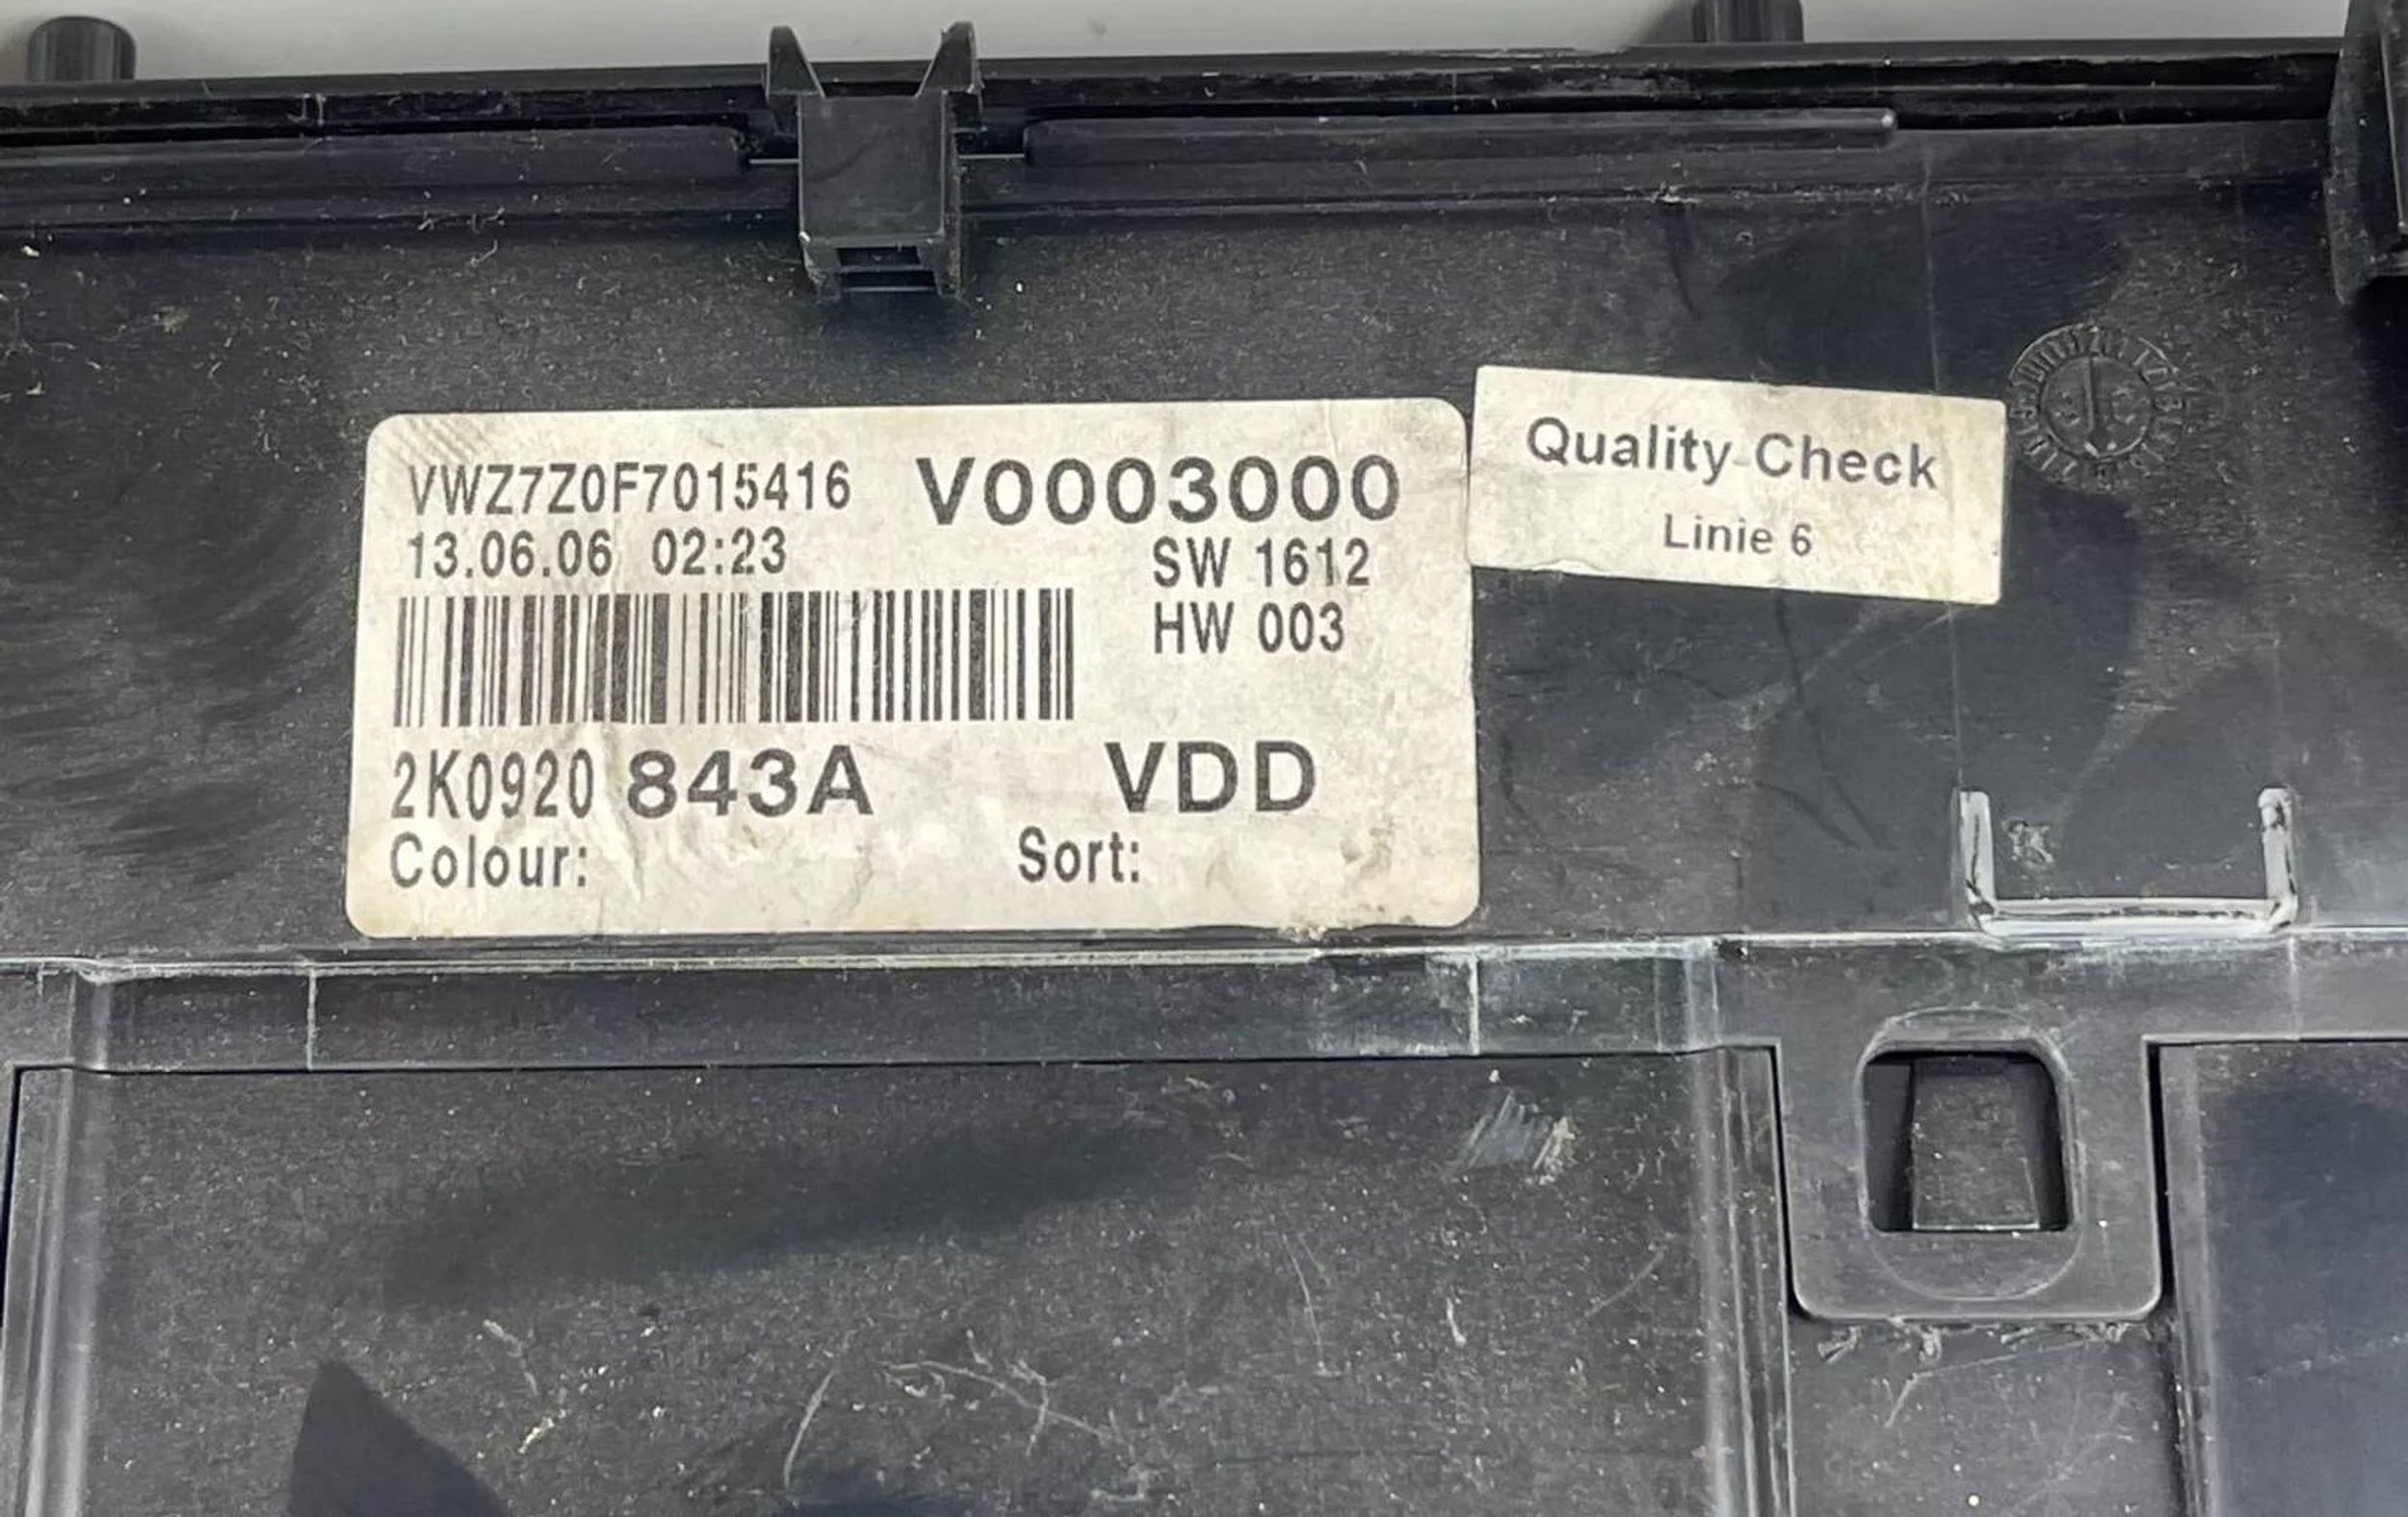 VWZ7Z0F7015416 V0003000
13.06.06 02:23 SW 1612
HW 003
2K0920 843A VDD
Colour: Sort:
Quality Check
Linie 6